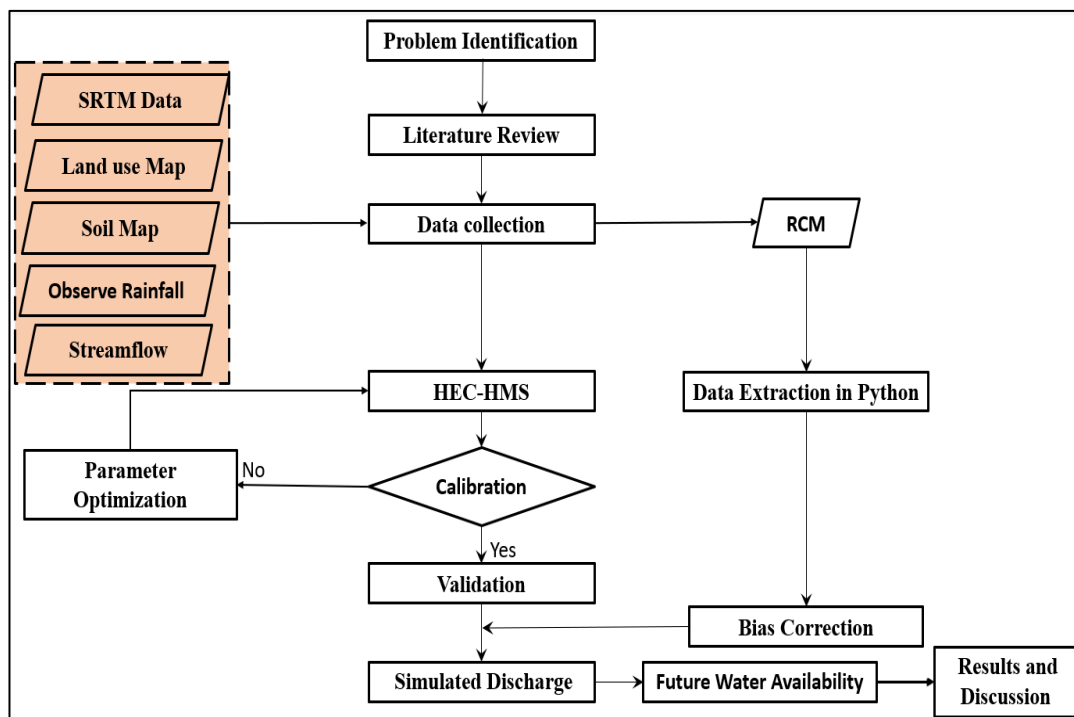 Problem Identification
SRTM Data
Literature Review
Land use Map
Soil Map
Data collection
RCM
Observe Rainfall
Streamflow
HEC-HMS
Data Extraction in Python
Parameter
Optimization
No
Calibration
Yes
Validation
Bias Correction
Simulated Discharge
Future Water Availability
Results and
Discussion